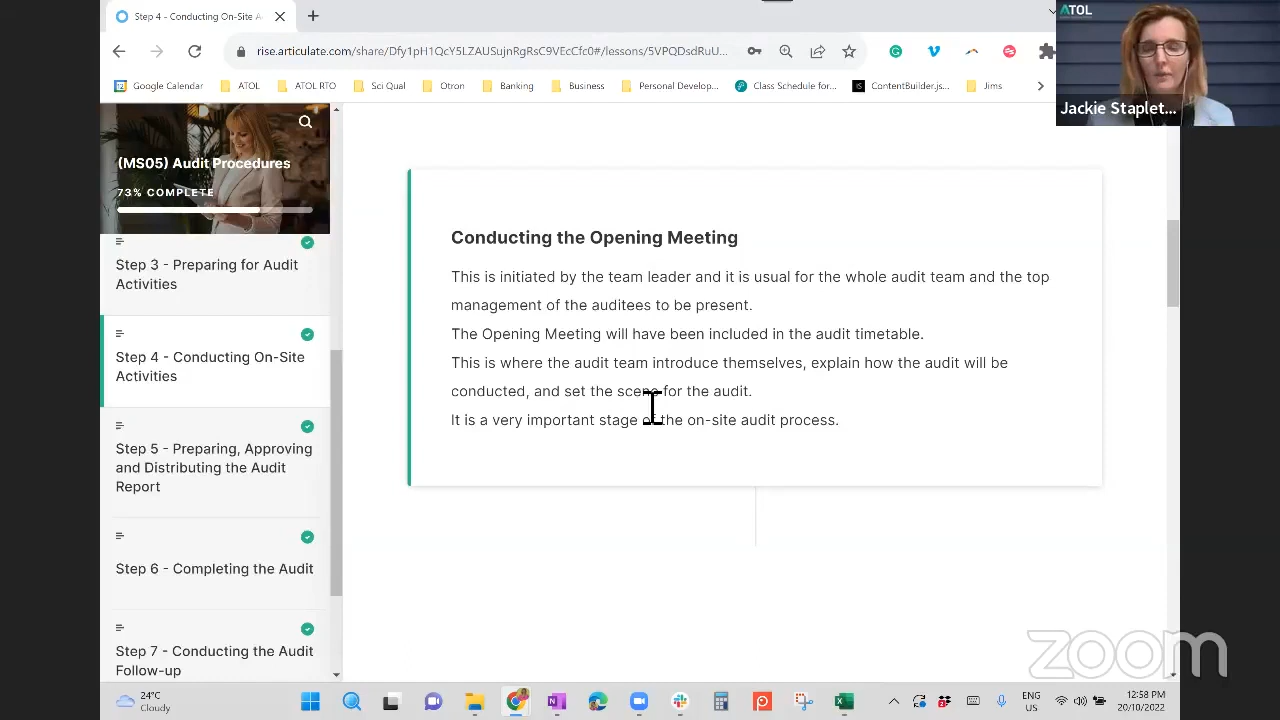 Step 4 - Conducting On-Site A
rise.articulate.com/share/Dfy1pH1QcY5LZAUSujnRgRsC9VEcCfc0#/lessons/5VPQDsdRuU...
Google Calendar
ATOL
ATOL RTO
Sci Qual
Otron
Banking
Business
Personal Develop...
Class Schedule for...
ContentBuilder.js...
Jims
ATOL
Jackie Staplet...
(MS05) Audit Procedures
73% COMPLETE
Step 3 - Preparing for Audit
Activities
Step 4 - Conducting On-Site
Activities
Step 5 - Preparing, Approving
and Distributing the Audit
Report
Step 6 - Completing the Audit
Step 7 - Conducting the Audit
Follow-up
Conducting the Opening Meeting
This is initiated by the team leader and it is usual for the whole audit team and the top
management of the auditees to be present.
The Opening Meeting will have been included in the audit timetable.
This is where the audit team introduce themselves, explain how the audit will be
conducted, and set the scene for the audit.
It is a very important stage of the on-site audit process.
zoom
24°C
Cloudy
ENG
US
12:58 PM
20/10/2022